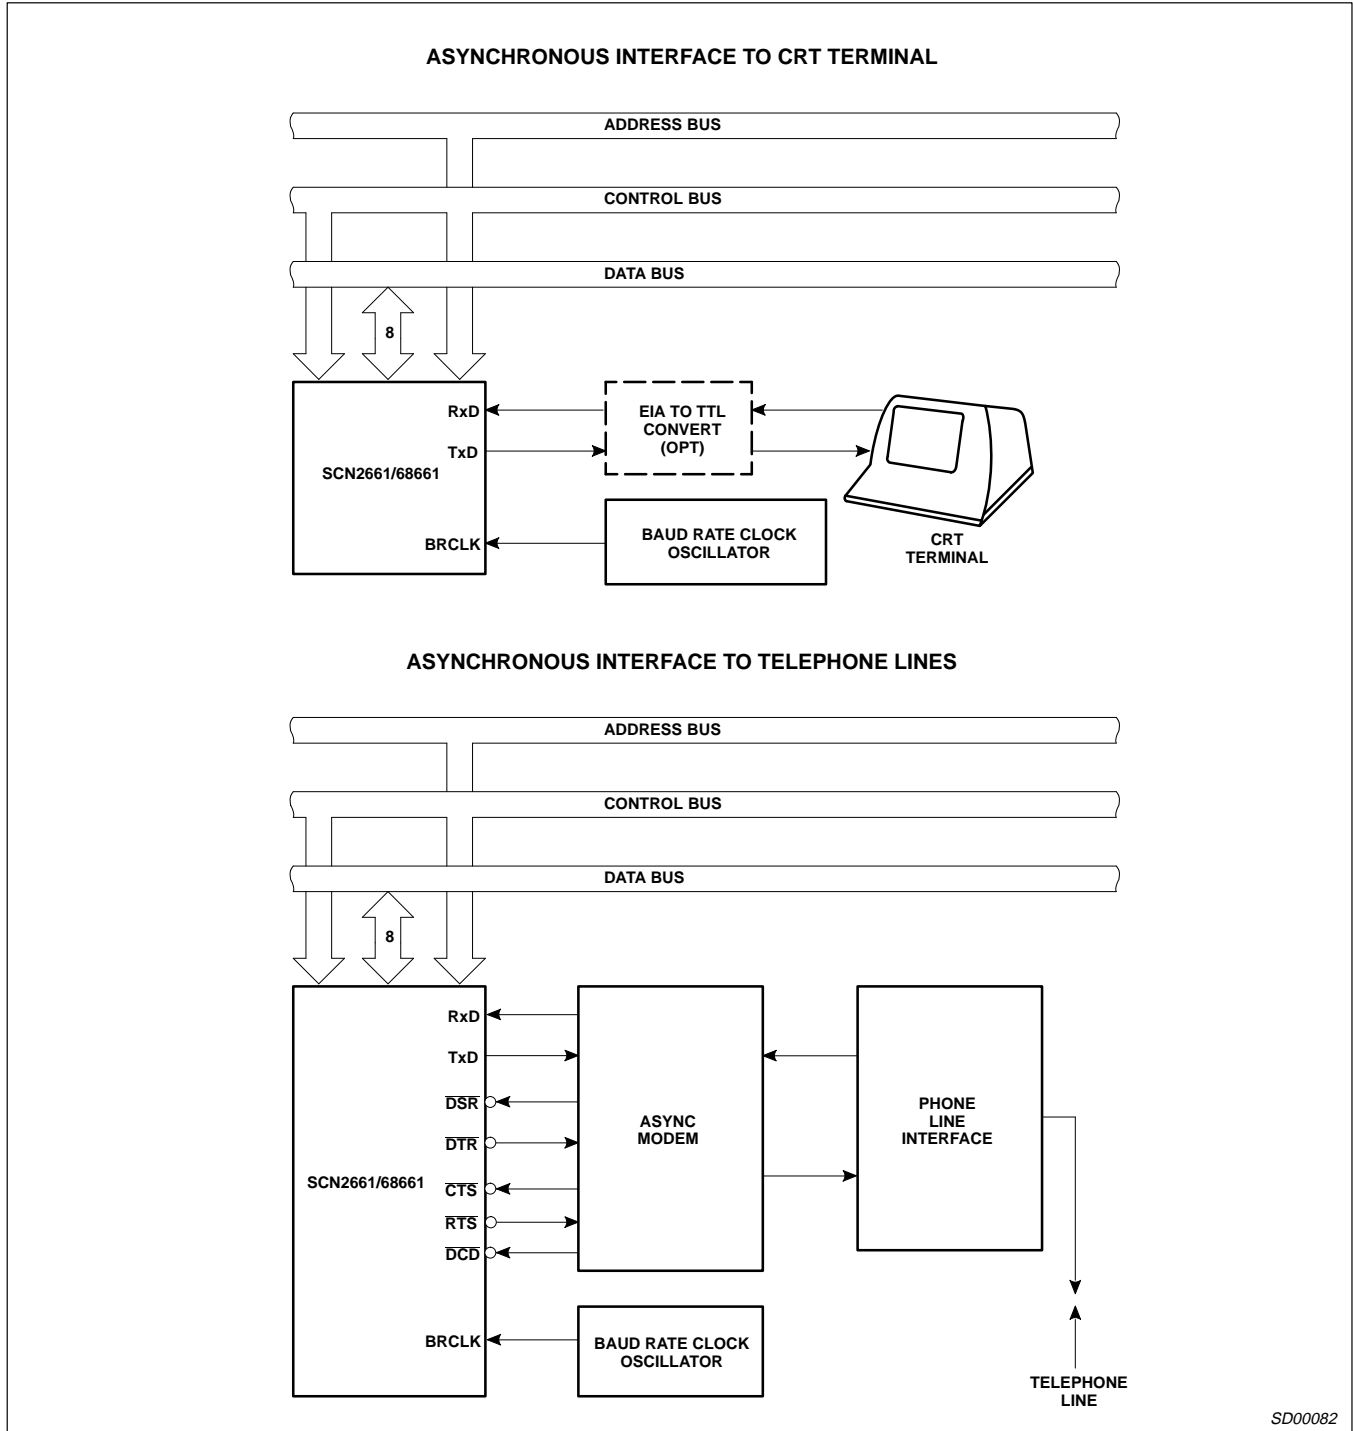 ASYNCHRONOUS INTERFACE TO CRT TERMINAL
ADDRESS BUS
CONTROL BUS
DATA BUS
8
RxD
TxD
SCN2661/68661
BRCLK
EIA TO TTL
CONVERT
(OPT)
BAUD RATE CLOCK
OSCILLATOR
CRT
TERMINAL
ASYNCHRONOUS INTERFACE TO TELEPHONE LINES
ADDRESS BUS
CONTROL BUS
DATA BUS
8
RxD
TxD
DSR
DTR
SCN2661/68661
CTS
RTS
DCD
BRCLK
ASYNC
MODEM
PHONE
LINE
INTERFACE
BAUD RATE CLOCK
OSCILLATOR
TELEPHONE
LINE
SD00082